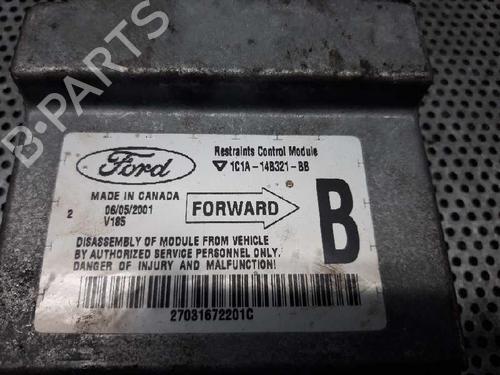 B-PARTS
Ford
Restraints Control Module
1C1A-14B321-BB
MADE IN CANADA
06/05/2001
2
V185
FORWARD
B
DISASSEMBLY OF MODULE FROM VEHICLE
BY AUTHORIZED SERVICE PERSONNEL ONLY.
DANGER OF INJURY AND MALFUNCTION!
27031672201C